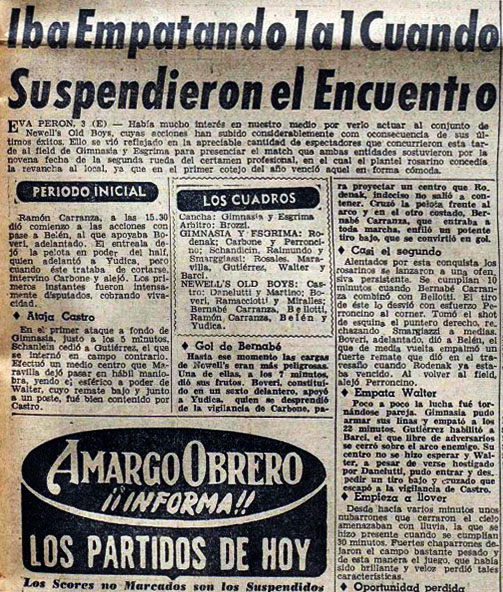 Iba Empatando 1 a 1 Cuando
Suspendieron el Encuentro
EVA PERON, 3 (E) — Había mucho interés en nuestro medio por verlo actuar al conjunto de
Newell's Old Boys, cuyas acciones han subido considerablemente com oconsecuencia de sus úl-
timos éxitos. Ello se vió reflejado en la apreciable cantidad de espectadores que concurrieron esta tar-
de al field de Gimnasia y Esgrima para presenciar el match que ambas entidades sostuvieron por la
novena fecha de la segunda rueda del certamen profesional, en el cual el plantel rosarino concedía
la revancha al local, ya que en el primer cotejo del año venció aquel en forma cómoda.
PERIODO INICIAL
Ramón Carranza, a las 15.30
dió comienzo a las acciones con
pase a Belén, al que apoyaba Bo-
veri, adelantado. El entreala de-
jó la pelota en poder del half,
quien adelantó a Yudica, pero
cuando éste trataba de cortarse,
intervino Carbone y alejó. Los pri-
meros instantes fueron intensa-
mente disputados, cobrando viva-
cidad.
♦ Ataja Castro
En el primer ataque a fondo de
Gimnasia, justo a los 5 minutos,
Schanlein cedió a Gutiérrez, el que
se internó en campo contrario.
Efectuó un medio centro que Ma-
ravilla dejó pasar en hábil manio-
bra, yendo el esférico a poder de
Walter, cuyo remate bajo y junto a
un poste, fué bien contenido por
Castro.
LOS CUADROS
Cancha: Gimnasia y Esgrima
Arbitro: Brozzi.
GIMNASIA Y ESGRIMA: Ro-
denak; Carbone y Perronci-
no; Schandlein, Raimundo y
Smarggiassi; Rosales, Mara-
villa, Gutiérrez, Walter y
Barci.
NEWELL'S OLD BOYS: Cas-
tro; Danelutti y Martino; Bo-
veri, Ramacciotti y Miralles;
Bernabé Carranza, Bellotti,
Ramón Carranza, Belén y
Yudica.
♦ Gol de Bernabé
Hasta ese momento las cargas
de Newell's eran más peligrosas.
Una de ellas, a los 7 minutos,
dió sus frutos. Boveri, constituí-
do en un sexto delantero, apoyó
a Yudica, quien se desprendió
de la vigilancia de Carbone, pa-
ra proyectar un centro que Ro-
denak, indeciso no salió a con-
tener. Cruzó la pelota frente al
arco y en el otro costado, Ber-
nabé Carranza, que entraba a
toda marcha, enfiló un potente
tiro bajo, que se convirtió en gol.
♦ Casi el segundo
Alentados por esta conquista los
rosarinos se lanzaron a una ofen-
siva persistente. Se cumplían 10
minutos cuando Bernabé Carran-
za combinó con Bellotti. El tiro
de éste lo desvió con esfuerzo Pe-
rroncino al corner. Tomó el shot
de esquina el puntero derecho, re-
chazando Smargiazi a medias.
Boveri, adelantado, dió a Belén, el
que de media vuelta empalmó un
fuerte remate que dió en el tra-
vesaño cuando Rodenak ya esta-
ba vencido. Al volver al field,
alejó Perroncino.
♦ Empata Walter
Poco a poco la lucha fué tor-
nándose pareja. Gimnasia pudo
armar sus líneas y empató a los
22 minutos. Gutiérrez habilitó a
Barci, el que libre de adversarios
se cerró sobre el arco enemigo. Su
centro no se hizo esperar y Wal-
ter, a pesar de verse hostigado
por Danelutti, pudo entrar y des-
pedir un tiro bajo y cruzado que
escapó a la vigilancia de Castro.
♦ Empieza a llover
Desde hacía varios minutos unos
nubarrones que cerraron el cielo
amenazaban con lluvia, la que se
hizo presente cuando se cumplían
30 minutos. Fuertes chaparrones de-
jaron el campo bastante pesado y
de esta manera el juego, que había
sido brillante y veloz perdió tales
características.
♦ Oportunidad perdida
AMARGO OBRERO
¡¡INFORMA!!
LOS PARTIDOS DE HOY
Los Scores no Marcados son los Suspendidos